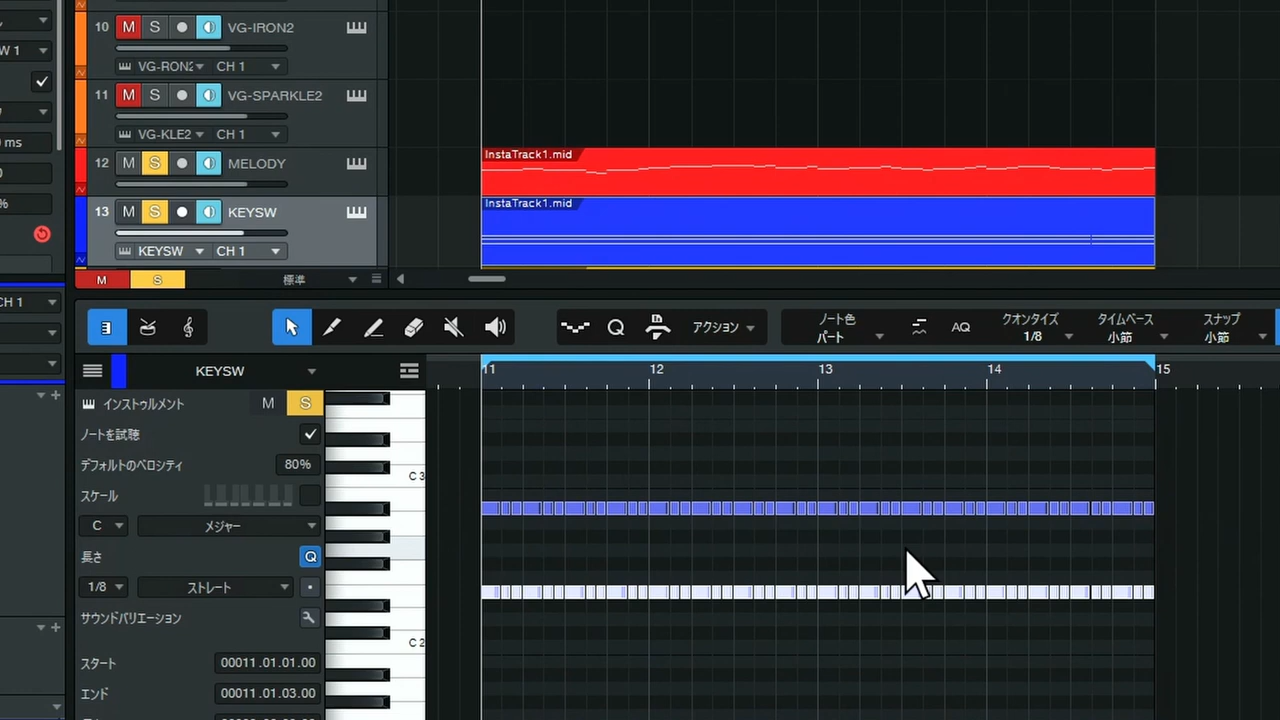 10 M S VG-IRON2
VG-RON2 CH 1
W 1
11 M S VG-SPARKLE2
VG-KLE2 CH 1
ms
12 M S MELODY
InstaTrack1.mid
0
%
13 M S KEYSW
InstaTrack1.mid
KEYSW CH 1
M S 標準
CH 1
Q アクション ノート色 AQ クオンタイズ タイムベース スナップ
パート 1/8 小節 小節
KEYSW 11 12 13 14 15
インストゥルメント M S
ノートを試聴
デフォルトのベロシティ 80%
C 3
スケール
C メジャー
長さ Q
1/8 ストレート
サウンドバリエーション
C 2
スタート 00011.01.01.00
エンド 00011.01.03.00